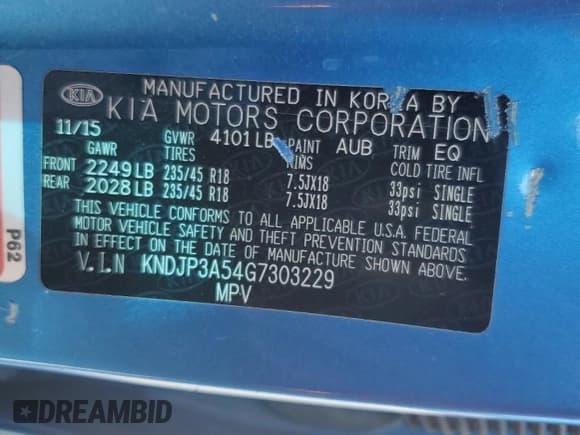 KIA MANUFACTURED IN KOREA BY
KIA MOTORS CORPORATION
11/15 GVWR 4101LB PAINT AUB TRIM EQ
GAWR TIRES RIMS COLD TIRE INFL
FRONT 2249LB 235/45 R18 7.5JX18 33psi SINGLE
REAR 2028LB 235/45 R18 7.5JX18 33psi SINGLE
THIS VEHICLE CONFORMS TO ALL APPLICABLE U.S.A. FEDERAL
MOTOR VEHICLE SAFETY AND THEFT PREVENTION STANDARDS
IN EFFECT ON THE DATE OF MANUFACTURE SHOWN ABOVE.
V.I.N KNDJP3A54G7303229
MPV
P62
DREAMBID